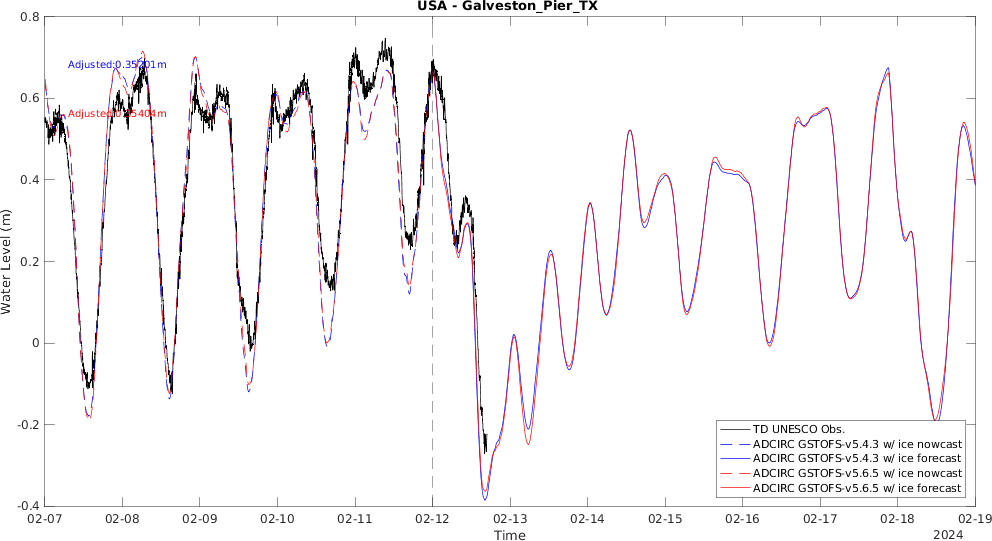 USA - Galveston_Pier_TX
0.8
0.6
0.4
0.2
0
-0.2
-0.4
Water Level (m)
Adjusted:0.35201m
TD UNESCO Obs.
ADCIRC GSTOFS-v5.4.3 w/ ice nowcast
ADCIRC GSTOFS-v5.4.3 w/ ice forecast
ADCIRC GSTOFS-v5.6.5 w/ ice nowcast
ADCIRC GSTOFS-v5.6.5 w/ ice forecast
02-07 02-08 02-09 02-10 02-11 02-12 02-13 02-14 02-15 02-16 02-17 02-18 02-19
Time
2024